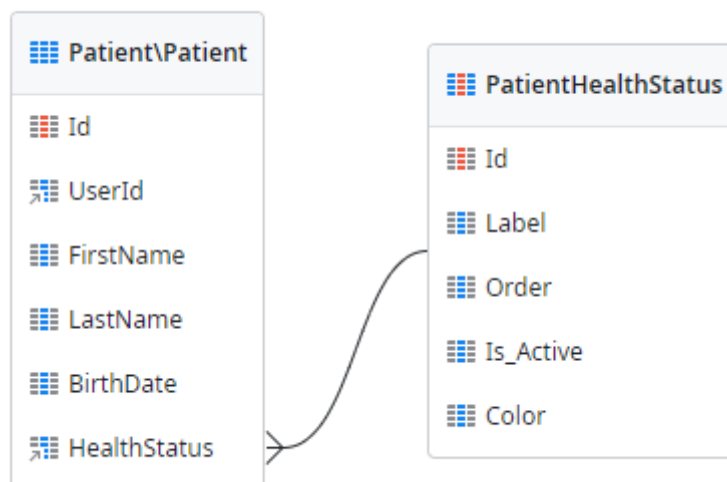 Patient\Patient
Id
UserId
FirstName
LastName
BirthDate
HealthStatus
PatientHealthStatus
Id
Label
Order
Is_Active
Color